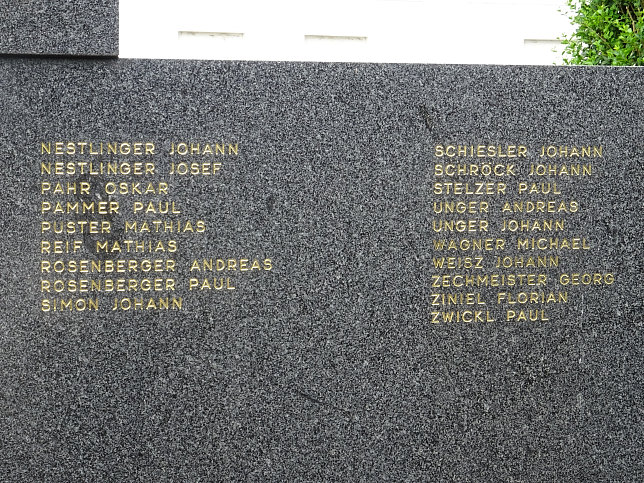 NESTLINGER JOHANN
NESTLINGER JOSEF
PAHR OSKAR
PAMMER PAUL
PUSTER MATHIAS
REIF MATHIAS
ROSENBERGER ANDREAS
ROSENBERGER PAUL
SIMON JOHANN
SCHIESLER JOHANN
SCHRÖCK JOHANN
STELZER PAUL
UNGER ANDREAS
UNGER JOHANN
WAGNER MICHAEL
WEISZ JOHANN
ZECHMEISTER GEORG
ZINIEL FLORIAN
ZWICKL PAUL